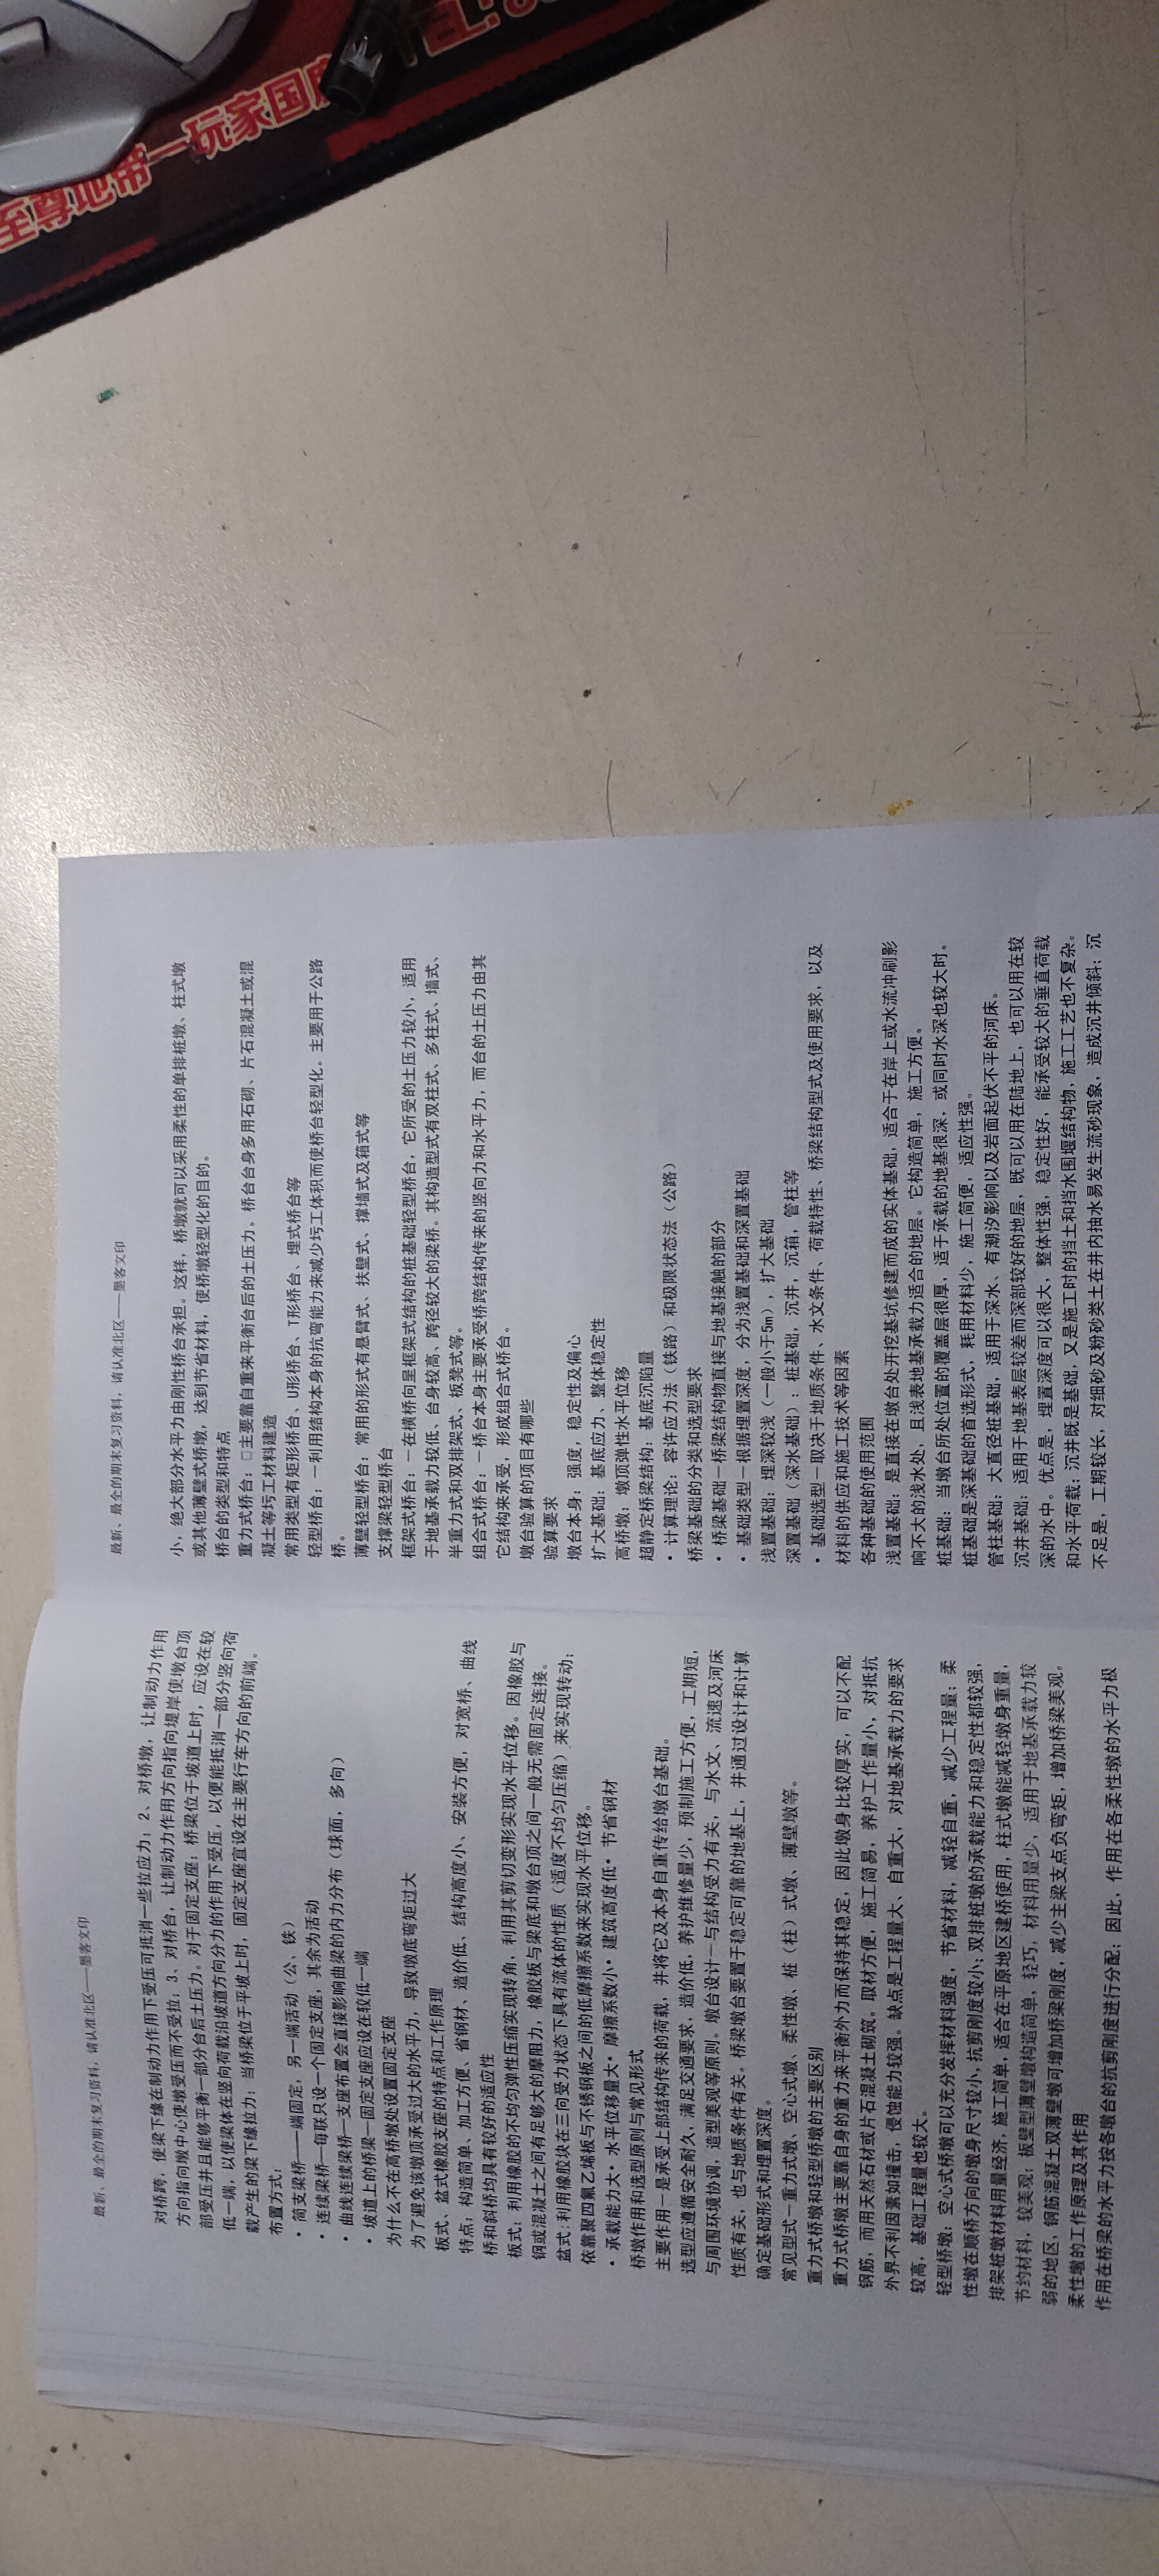 至尊地带—玩家国度
TEL:
最新、最全的期末复习资料，请认准北区——墨客文印
对桥跨，使梁下缘在制动力作用下受压可抵消一些拉应力；2、对桥墩，让制动力作用
方向指向墩中心使墩受压而不受拉；3、对桥台，让制动力作用方向指向堤岸使墩台顶
部受压并且能够平衡一部分台后土压力。对于固定支座：桥梁位于坡道上时，应设在较
低一端，以使梁体在竖向荷载沿坡道方向分力的作用下受压，以便能抵消一部分竖向荷
载产生的梁下缘拉力；当桥梁位于平坡上时，固定支座宜设在主要行车方向的前端。
布置方式：
• 简支梁桥——端固定，另一端活动（公、铁）
• 连续梁桥—每联只设一个固定支座，其余为活动
• 曲线连续梁桥—支座布置会直接影响曲梁的内力分布（球面，多向）
• 坡道上的桥梁—固定支座应设在较低一端
为什么不在高桥墩处设置固定支座
为了避免该墩顶承受过大的水平力，导致墩底弯矩过大
板式、盆式橡胶支座的特点和工作原理
特点：构造简单、加工方便、省钢材、造价低、结构高度小、安装方便，对宽桥、曲线
桥和斜桥均具有较好的适应性
板式：利用橡胶的不均匀弹性压缩实现转角，利用其剪切变形实现水平位移。因橡胶与
钢或混凝土之间有足够大的摩阻力，橡胶板与梁底和墩台顶之间一般无需固定连接。
盆式：利用橡胶块在三向受力状态下具有流体的性质（适度不均匀压缩）来实现转动；
依靠聚四氟乙烯板与不锈钢板之间的低摩擦系数来实现水平位移。
• 承载能力大• 水平位移量大• 摩擦系数小• 建筑高度低• 节省钢材
桥墩作用和选型原则与常见形式
主要作用－是承受上部结构传来的荷载，并将它及本身自重传给墩台基础。
选型应遵循安全耐久，满足交通要求，造价低，养护维修量少，预制施工方便，工期短，
与周围环境协调，造型美观等原则。墩台设计－与结构受力有关，与水文、流速及河床
性质有关，也与地质条件有关。桥梁墩台要置于稳定可靠的地基上，并通过设计和计算
确定基础形式和埋置深度。
常见型式－重力式墩、空心式墩、柔性墩、桩（柱）式墩、薄壁墩等。
重力式桥墩和轻型桥墩的主要区别
重力式桥墩主要靠自身的重力来平衡外力而保持其稳定，因此墩身比较厚实，可以不配
钢筋，而用天然石材或片石混凝土砌筑。取材方便，施工简易，养护工作量小，对抵抗
外界不利因素如撞击，侵蚀能力较强。缺点是工程量大、自重大，对地基承载力的要求
较高，基础工程量也较大。
轻型桥墩：空心式桥墩可以充分发挥材料强度，节省材料，减轻自重，减少工程量；柔
性墩在顺桥方向的墩身尺寸较小，抗剪刚度较小；双排桩墩的承载能力和稳定性都较强，
排架桩墩材料用量经济，施工简单，适合在平原地区建桥使用，柱式墩能减轻墩身重量，
节约材料，较美观；板壁型薄壁墩构造简单，轻巧，材料用量少，适用于地基承载力较
弱的地区，钢筋混凝土双薄壁墩可增加桥梁刚度，减少主梁支点负弯矩，增加桥梁美观。
柔性墩的工作原理及其作用
作用在桥梁的水平力按各墩台的抗剪刚度进行分配；因此，作用在各柔性墩的水平力极
最新、最全的期末复习资料，请认准北区——墨客文印
小，绝大部分水平力由刚性桥台承担。这样，桥墩就可以采用柔性的单排桩墩、柱式墩
或其他薄壁式桥墩，达到节省材料，使桥墩轻型化的目的。
桥台的类型和特点
重力式桥台：□主要靠自重来平衡台后的土压力。桥台台身多用石砌、片石混凝土或混
凝土等圬工材料建造
常用类型有矩形桥台、U形桥台、T形桥台、埋式桥台等
轻型桥台：－利用结构本身的抗弯能力来减少圬工体积而使桥台轻型化。主要用于公路
桥。
薄壁轻型桥台：常用的形式有悬臂式、扶壁式、撑墙式及箱式等
支撑梁轻型桥台
框架式桥台：－在横桥向呈框架式结构的桩基础轻型桥台，它所受的土压力较小，适用
于地基承载力较低、台身较高、跨径较大的梁桥。其构造型式有双柱式、多柱式、墙式、
半重力式和双排架式、板凳式等。
组合式桥台：－桥台本身主要承受桥跨结构传来的竖向力和水平力，而台的土压力由其
它结构来承受，形成组合式桥台。
墩台验算的项目有哪些
验算要求
墩台本身：强度，稳定性及偏心
扩大基础：基底应力、整体稳定性
高桥墩：墩顶弹性水平位移
超静定桥梁结构：基底沉陷量
• 计算理论：容许应力法（铁路）和极限状态法（公路）
桥梁基础的分类和选型要求
• 桥梁基础－桥梁结构物直接与地基接触的部分
• 基础类型－根据埋置深度，分为浅置基础和深置基础
浅置基础：埋深较浅（一般小于5m），扩大基础
深置基础（深水基础）：桩基础，沉井，沉箱，管柱等
• 基础选型－取决于地质条件、水文条件、荷载特性、桥梁结构型式及使用要求，以及
材料的供应和施工技术等因素
各种基础的使用范围
浅置基础：是直接在墩台处开挖基坑修建而成的实体基础，适合于在岸上或水流冲刷影
响不大的浅水处，且浅表地基承载力适合的地层。它构造简单，施工方便。
桩基础：当墩台所处位置的覆盖层很厚，适于承载的地基很深，或同时水深也较大时。
桩基础是深基础的首选形式，耗用材料少，施工简便，适应性强。
管柱基础：大直径桩基础，适用于深水、有潮汐影响以及岩面起伏不平的河床。
沉井基础：适用于地基表层较差而深部较好的地层，既可以用在陆地上，也可以用在较
深的水中。优点是，埋置深度可以很大，整体性强，稳定性好，能承受较大的垂直荷载
和水平荷载；沉井既是基础，又是施工时的挡土和挡水围堰结构物，施工工艺也不复杂。
不足是，工期较长，对细砂及粉砂类土在井内抽水易发生流砂现象，造成沉井倾斜；沉